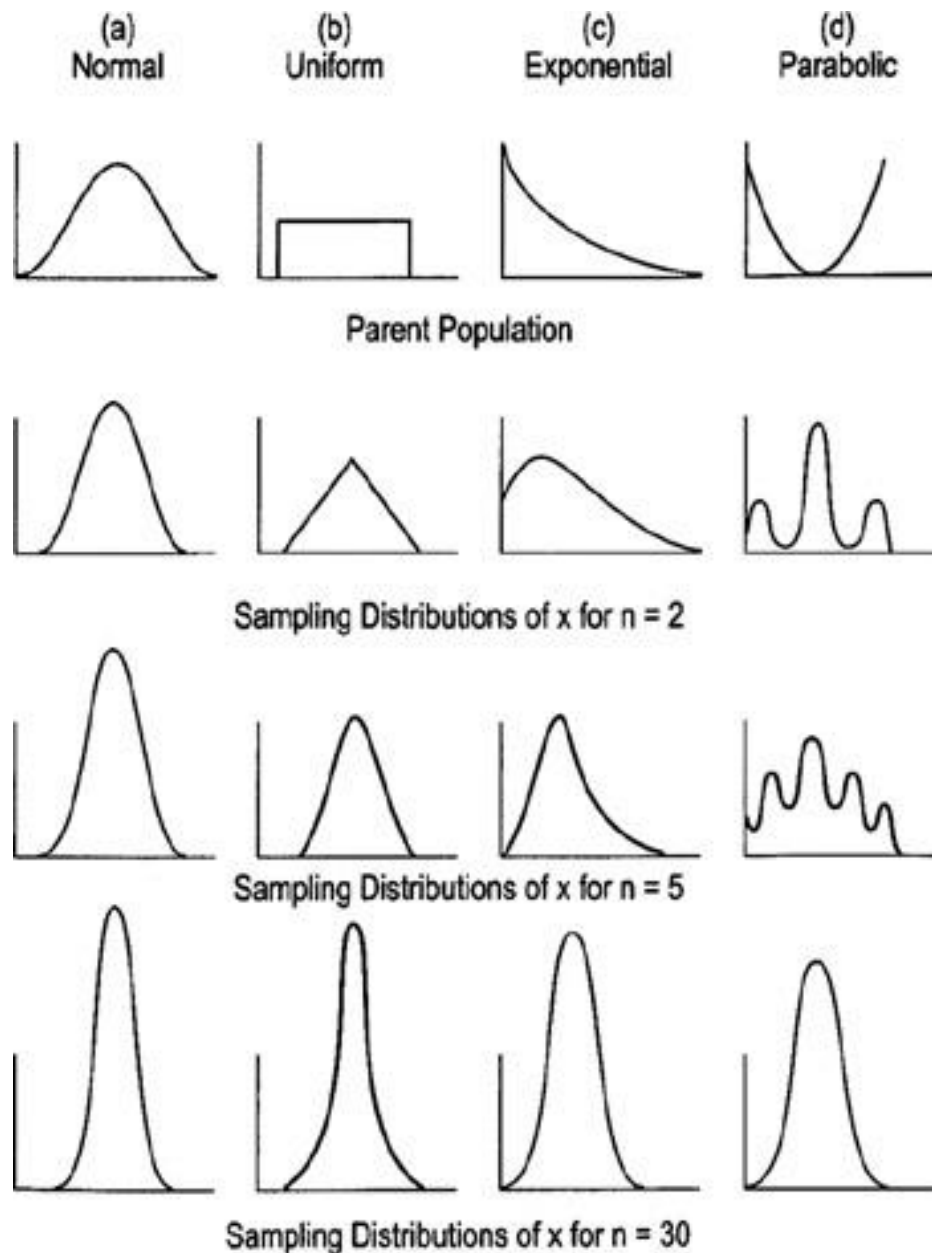 (a) (b) (c) (d)
Normal Uniform Exponential Parabolic
Parent Population
Sampling Distributions of x for n = 2
Sampling Distributions of x for n = 5
Sampling Distributions of x for n = 30